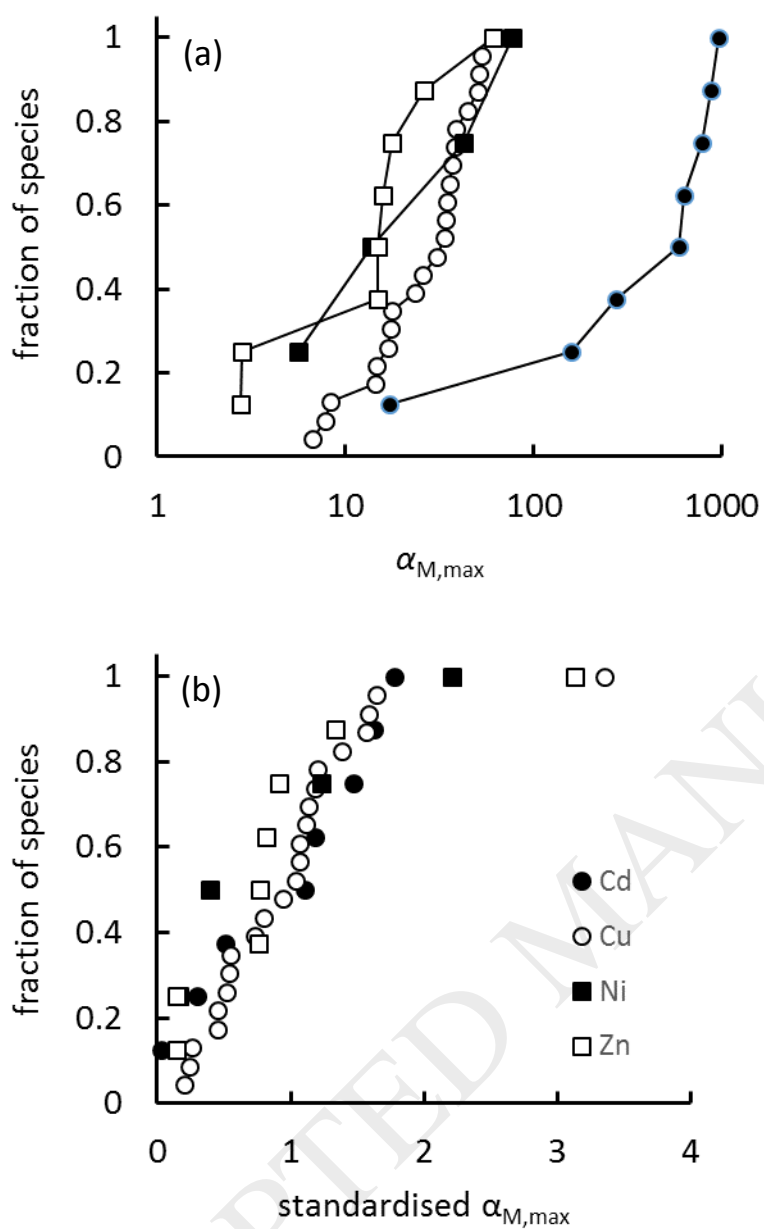 (a)
fraction of species
1
0.8
0.6
0.4
0.2
0
1 10 100 1000
αM,max
(b)
fraction of species
1
0.8
0.6
0.4
0.2
0
Cd
Cu
Ni
Zn
0 1 2 3 4
standardised αM,max